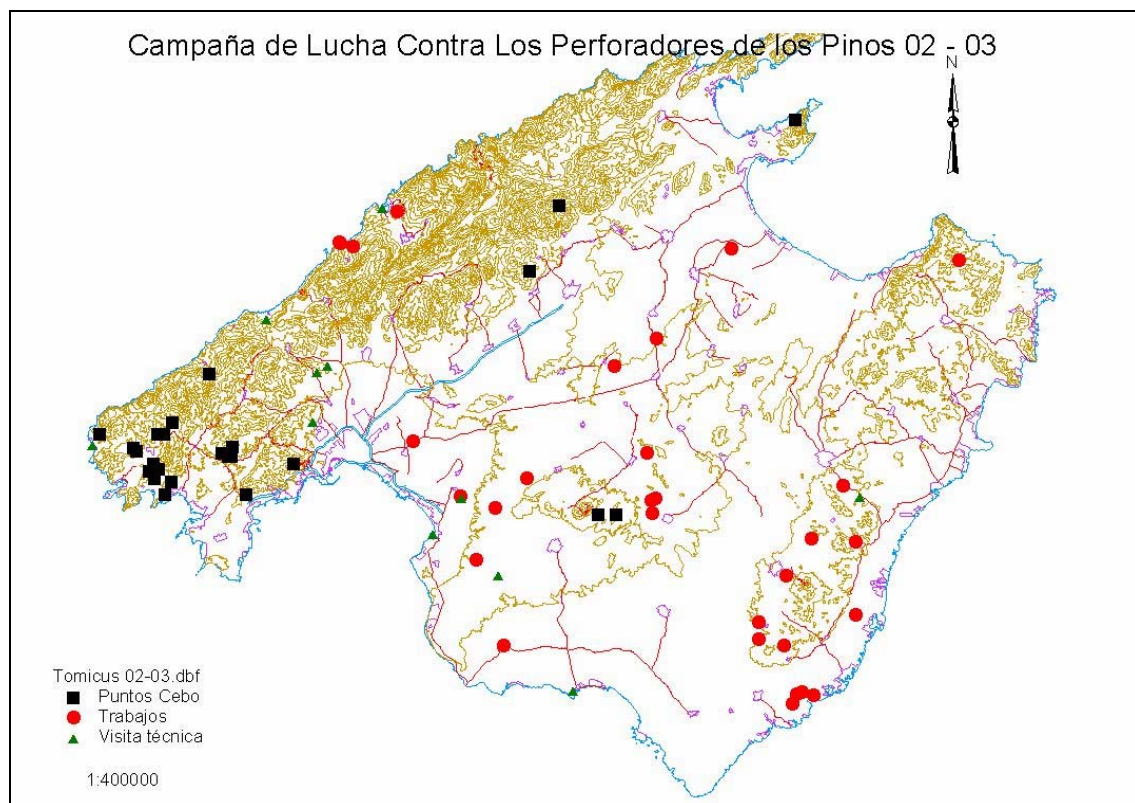 Campaña de Lucha Contra Los Perforadores de los Pinos 02 - 03
N
Tomicus 02-03.dbf
Puntos Cebo
Trabajos
Visita técnica
1:400000